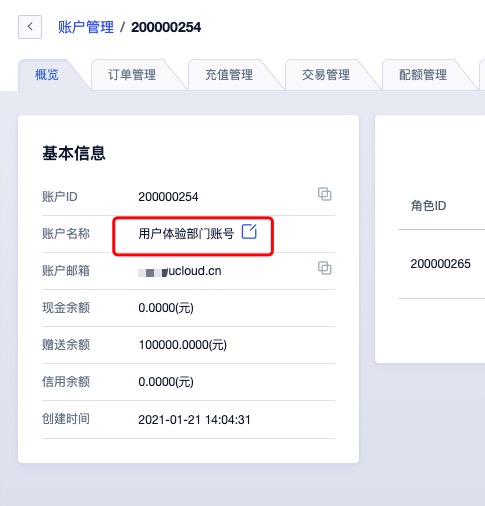 账户管理 / 200000254
概览 订单管理 充值管理 交易管理 配额管理
基本信息
账户ID 200000254
账户名称 用户体验部门账号
账户邮箱 ucloud.cn
现金余额 0.0000(元)
赠送余额 100000.0000(元)
信用余额 0.0000(元)
创建时间 2021-01-21 14:04:31
角色ID
200000265